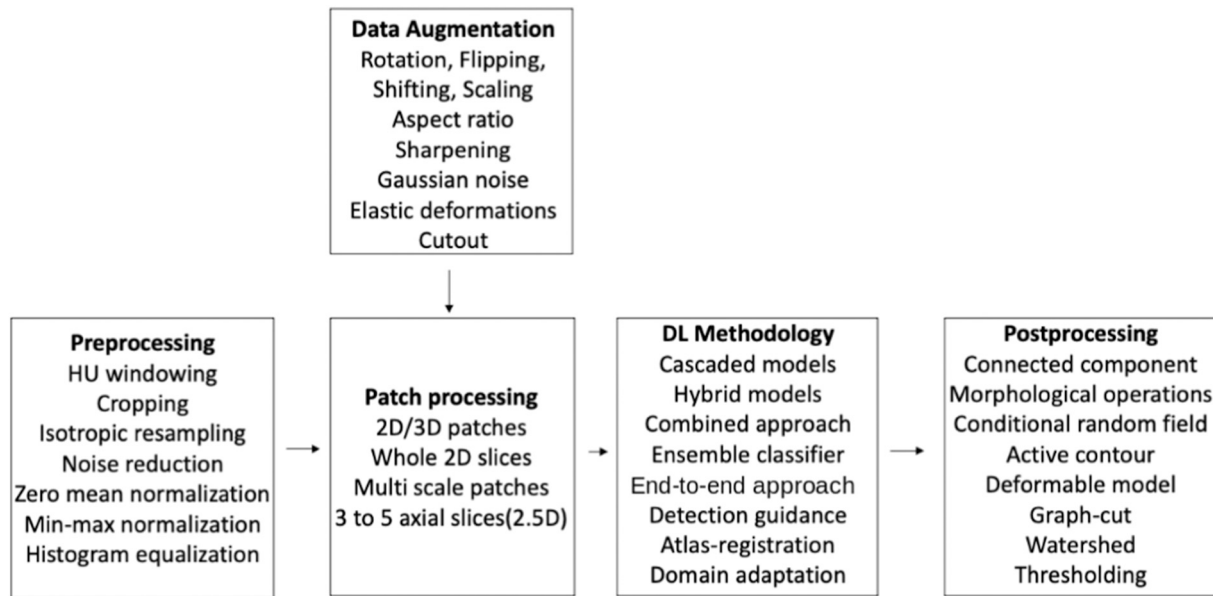 Data Augmentation
Rotation, Flipping,
Shifting, Scaling
Aspect ratio
Sharpening
Gaussian noise
Elastic deformations
Cutout
Preprocessing
HU windowing
Cropping
Isotropic resampling
Noise reduction
Zero mean normalization
Min-max normalization
Histogram equalization
Patch processing
2D/3D patches
Whole 2D slices
Multi scale patches
3 to 5 axial slices(2.5D)
DL Methodology
Cascaded models
Hybrid models
Combined approach
Ensemble classifier
End-to-end approach
Detection guidance
Atlas-registration
Domain adaptation
Postprocessing
Connected component
Morphological operations
Conditional random field
Active contour
Deformable model
Graph-cut
Watershed
Thresholding